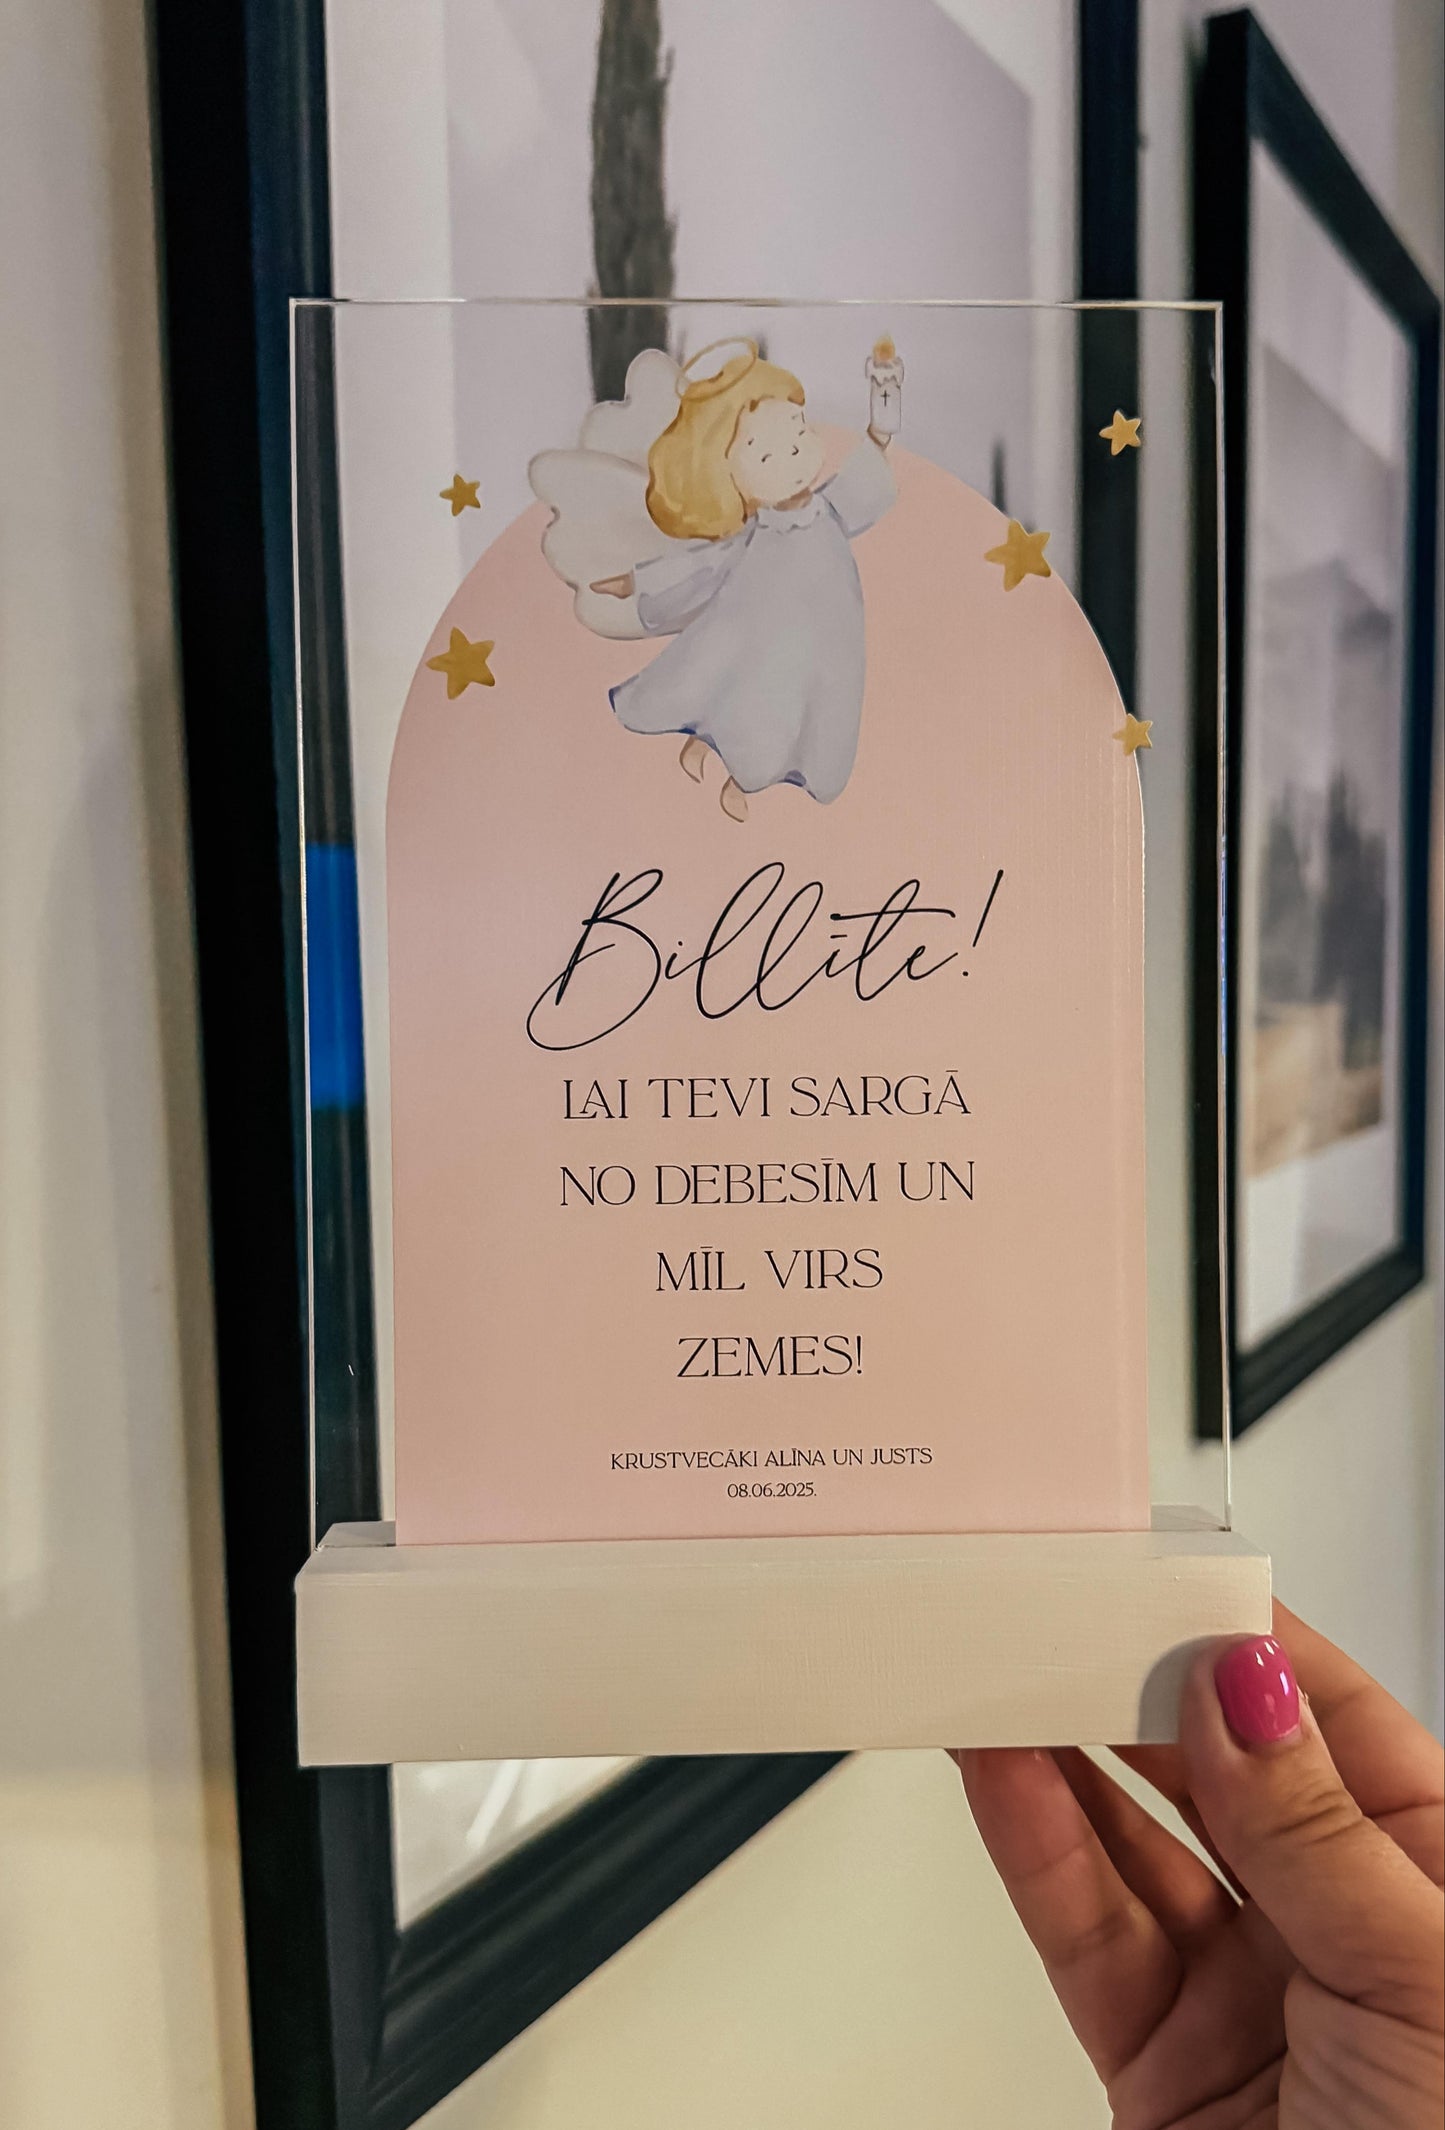 Billīte!
LAI TEVI SARGĀ
NO DEBESĪM UN
MĪL VIRS
ZEMES!
KRUSTVECĀKI ALĪNA UN JUSTS
08.06.2025.